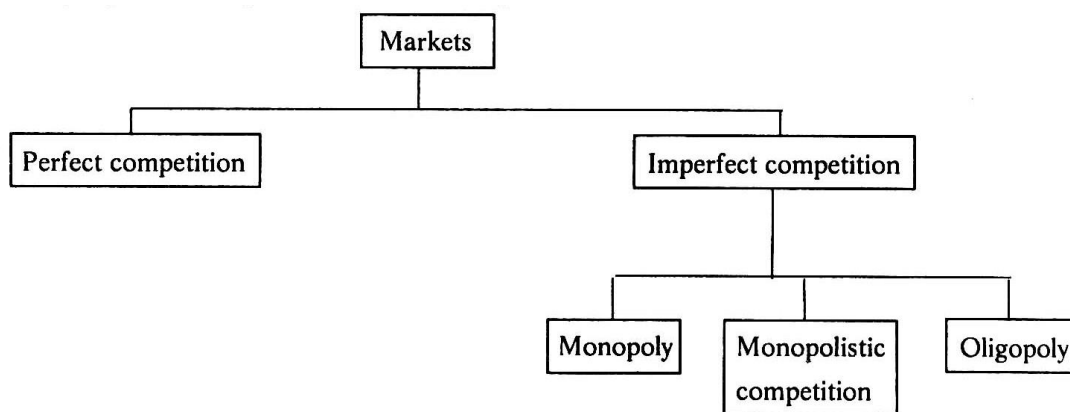 Markets
Perfect competition
Imperfect competition
Monopoly
Monopolistic
competition
Oligopoly